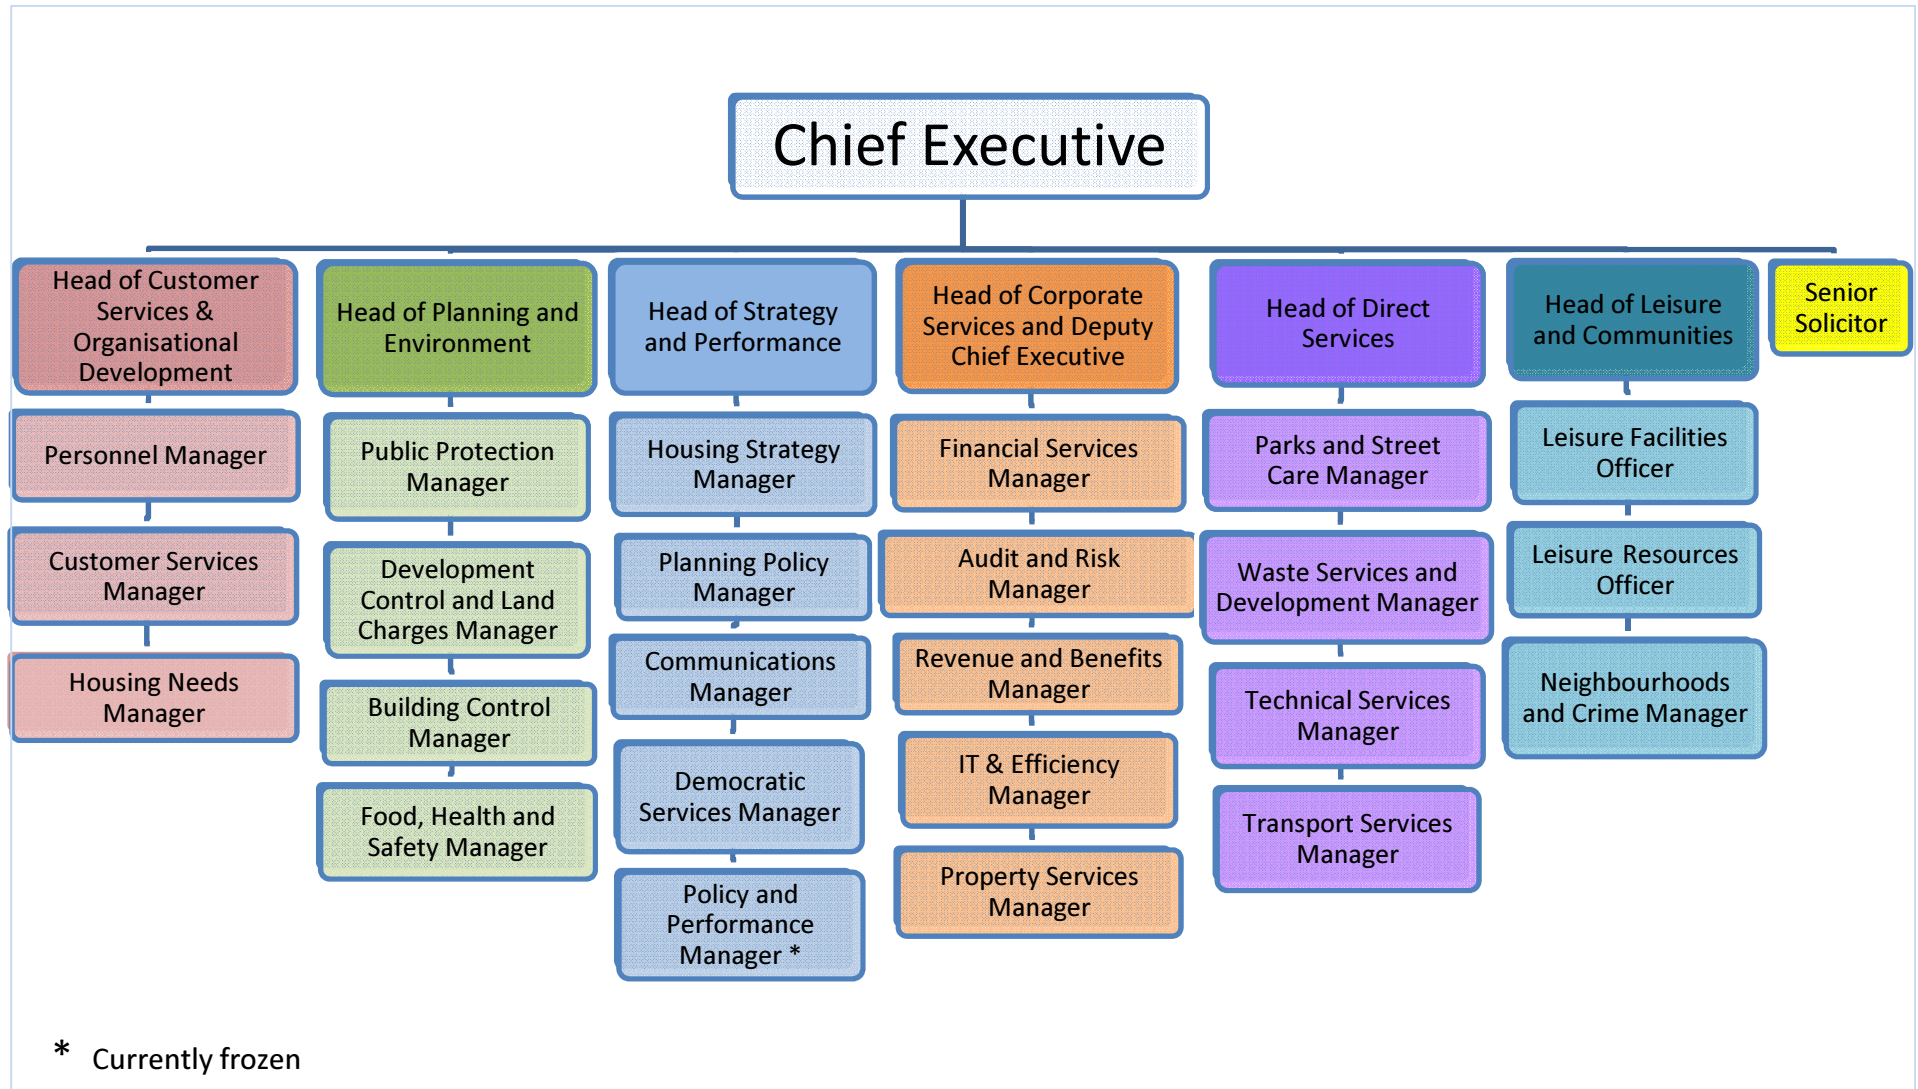 Chief Executive
Head of Customer
Services &
Organisational
Development
Personnel Manager
Customer Services
Manager
Housing Needs
Manager
Head of Planning and
Environment
Public Protection
Manager
Development
Control and Land
Charges Manager
Building Control
Manager
Food, Health and
Safety Manager
Head of Strategy
and Performance
Housing Strategy
Manager
Planning Policy
Manager
Communications
Manager
Democratic
Services Manager
Policy and
Performance
Manager *
Head of Corporate
Services and Deputy
Chief Executive
Financial Services
Manager
Audit and Risk
Manager
Revenue and Benefits
Manager
IT & Efficiency
Manager
Property Services
Manager
Head of Direct
Services
Parks and Street
Care Manager
Waste Services and
Development Manager
Technical Services
Manager
Transport Services
Manager
Head of Leisure
and Communities
Leisure Facilities
Officer
Leisure Resources
Officer
Neighbourhoods
and Crime Manager
Senior
Solicitor
* Currently frozen